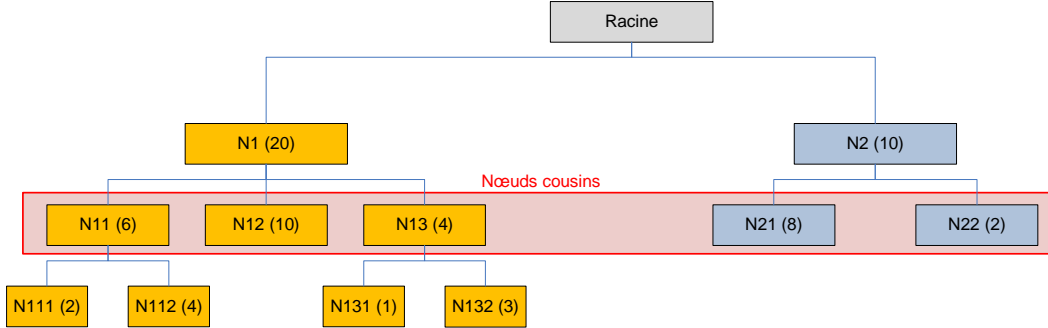 Racine
N1 (20)
N2 (10)
Nœuds cousins
N11 (6)
N12 (10)
N13 (4)
N21 (8)
N22 (2)
N111 (2)
N112 (4)
N131 (1)
N132 (3)